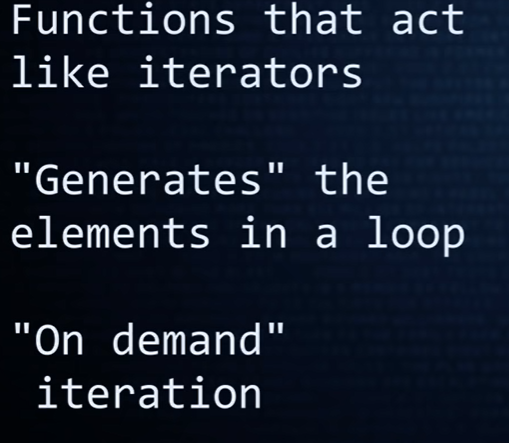 Functions that act
like iterators
"Generates" the
elements in a loop
"On demand"
iteration